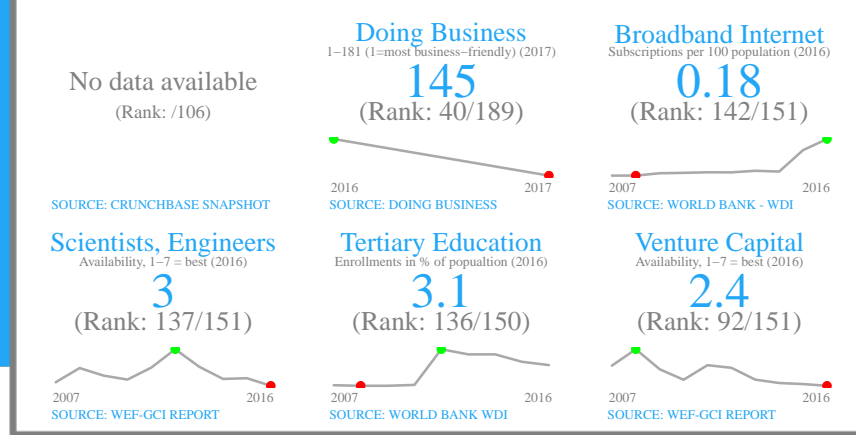 No data available
(Rank: /106)
SOURCE: CRUNCHBASE SNAPSHOT
Doing Business
1–181 (1=most business–friendly) (2017)
145
(Rank: 40/189)
2016 2017
SOURCE: DOING BUSINESS
Broadband Internet
Subscriptions per 100 population (2016)
0.18
(Rank: 142/151)
2007 2016
SOURCE: WORLD BANK - WDI
Scientists, Engineers
Availability, 1–7 = best (2016)
3
(Rank: 137/151)
2007 2016
SOURCE: WEF-GCI REPORT
Tertiary Education
Enrollments in % of popualtion (2016)
3.1
(Rank: 136/150)
2007 2016
SOURCE: WORLD BANK WDI
Venture Capital
Availability, 1–7 = best (2016)
2.4
(Rank: 92/151)
2007 2016
SOURCE: WEF-GCI REPORT